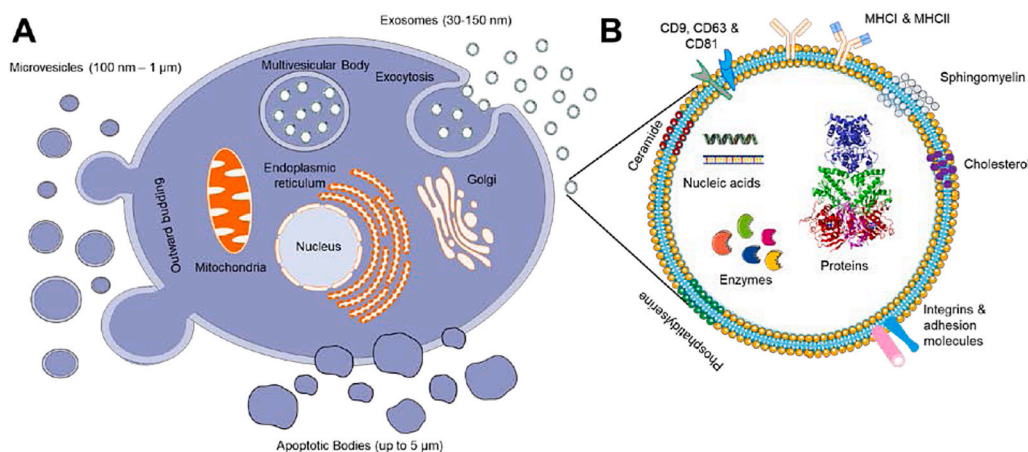 A
Exosomes (30-150 nm)
Microvesicles (100 nm – 1 μm)
Multivesicular Body
Exocytosis
Endoplasmic
reticulum
Golgi
Outward budding
Nucleus
Mitochondria
Apoptotic Bodies (up to 5 μm)
B
CD9, CD63 &
CD81
MHCI & MHCII
Sphingomyelin
Ceramide
Cholestero
Nucleic acids
Enzymes
Proteins
Phosphatidylserine
Integrins &
adhesion
molecules